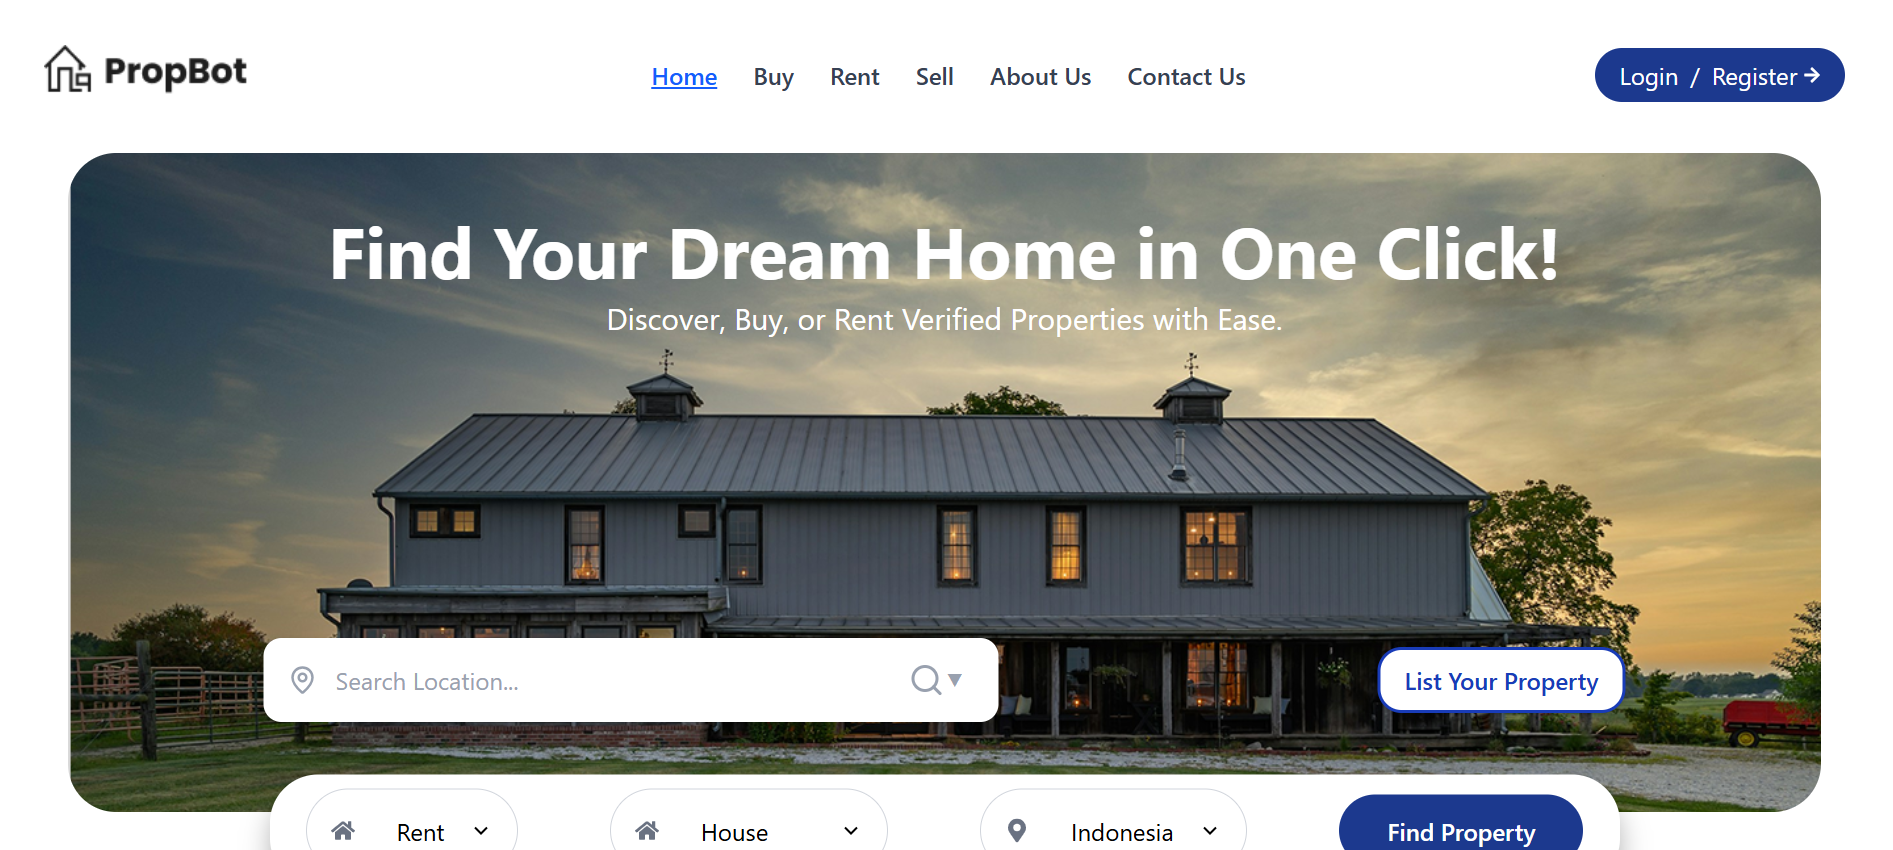 PropBot
Home Buy Rent Sell About Us Contact Us
Login / Register
Find Your Dream Home in One Click!
Discover, Buy, or Rent Verified Properties with Ease.
Search Location...
List Your Property
Rent House Indonesia Find Property